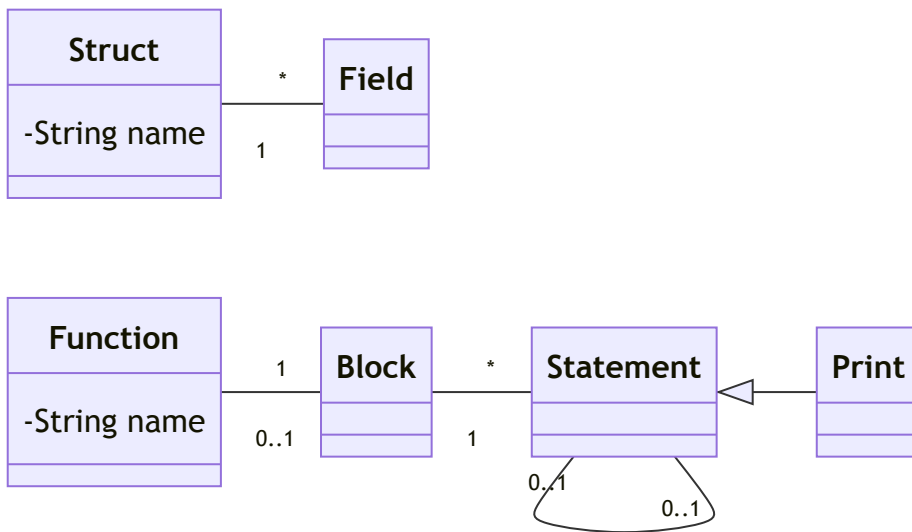 Struct
-String name
*
1
Field
Function
-String name
1
0..1
Block
*
1
Statement
0..1
0..1
Print